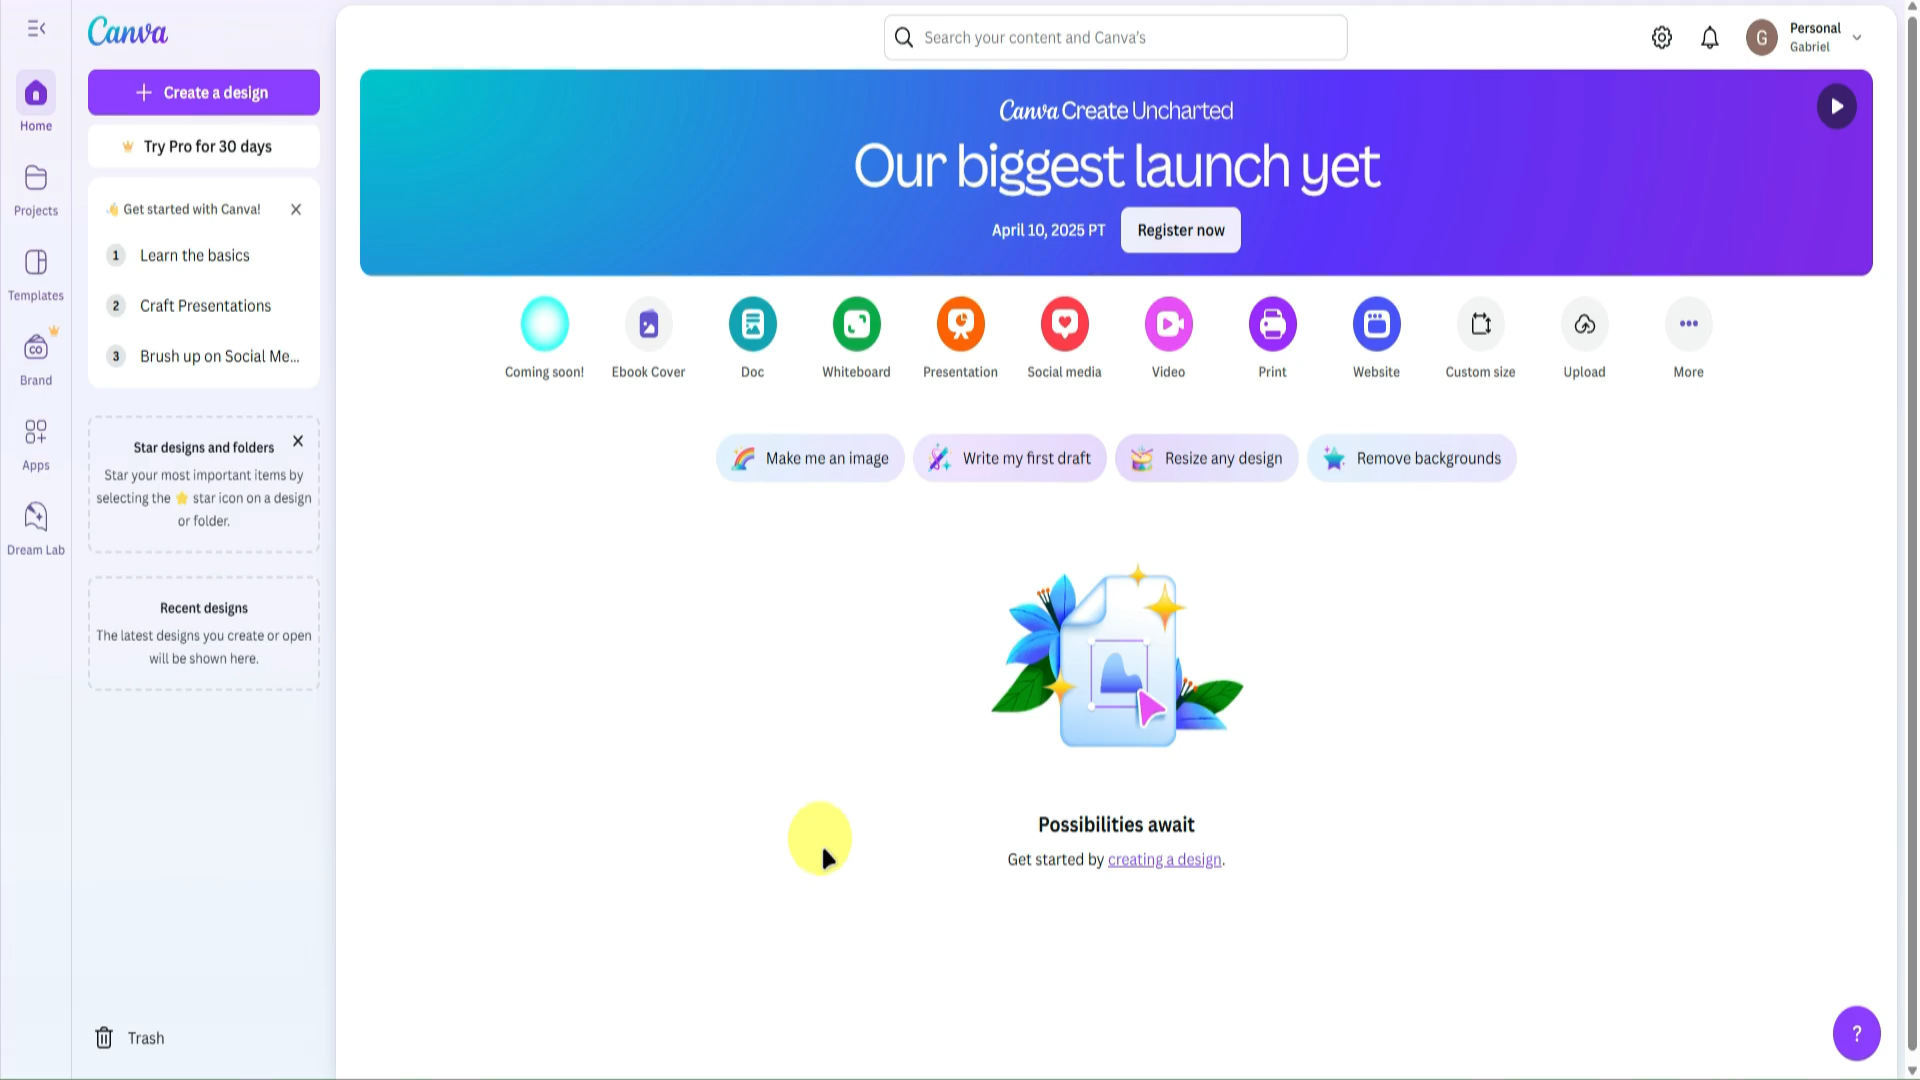 Canva
Search your content and Canva's
G
Personal
Gabriel
Create a design
Home
Try Pro for 30 days
Projects
Get started with Canva!
1 Learn the basics
Templates
2 Craft Presentations
3 Brush up on Social Me...
CO
Brand
Star designs and folders
Star your most important items by
selecting the star icon on a design
or folder.
Apps
Dream Lab
Recent designs
The latest designs you create or open
will be shown here.
Trash
Canva Create Uncharted
Our biggest launch yet
April 10, 2025 PT Register now
Coming soon! Ebook Cover Doc Whiteboard Presentation Social media Video Print Website Custom size Upload More
Make me an image Write my first draft Resize any design Remove backgrounds
Possibilities await
Get started by creating a design.
?